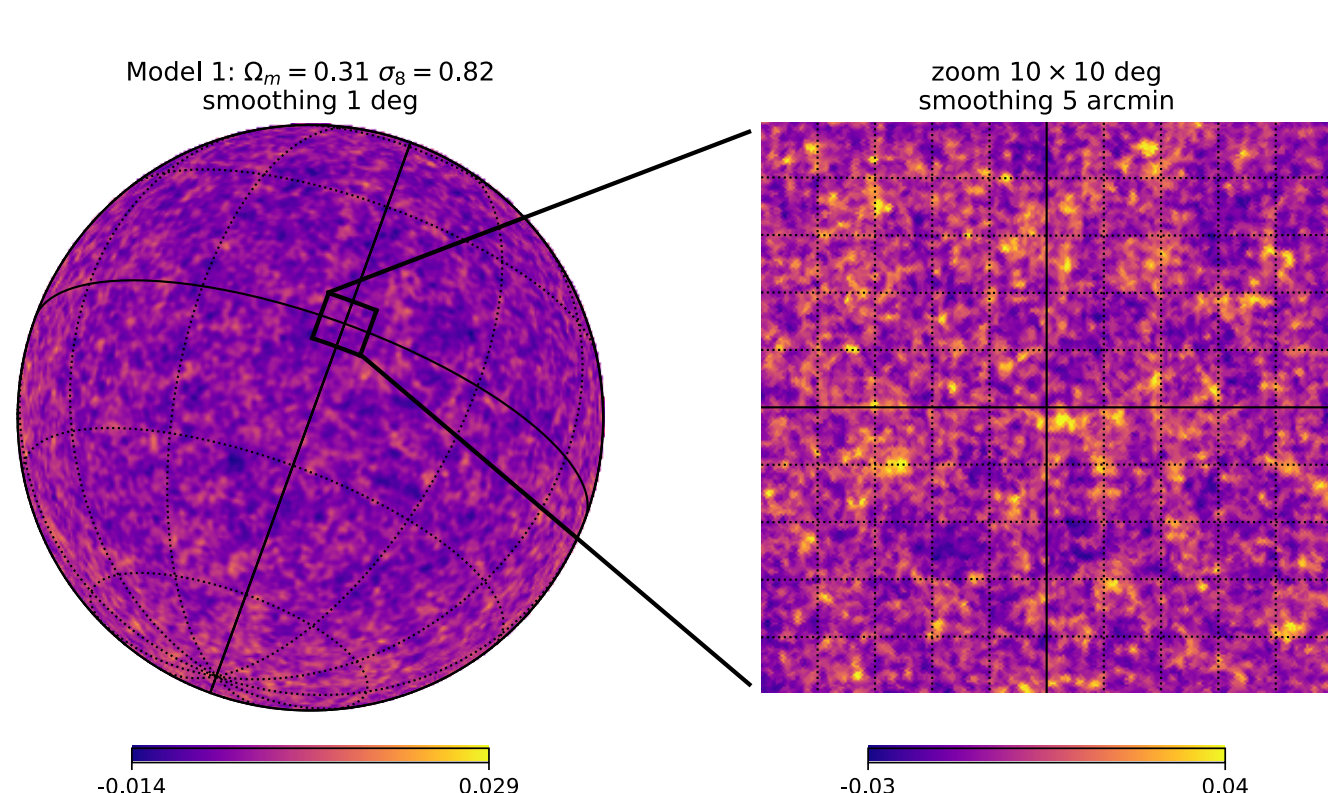 Model 1: Ωₘ = 0.31 σ₈ = 0.82
smoothing 1 deg
zoom 10 × 10 deg
smoothing 5 arcmin
-0.014
0.029
-0.03
0.04